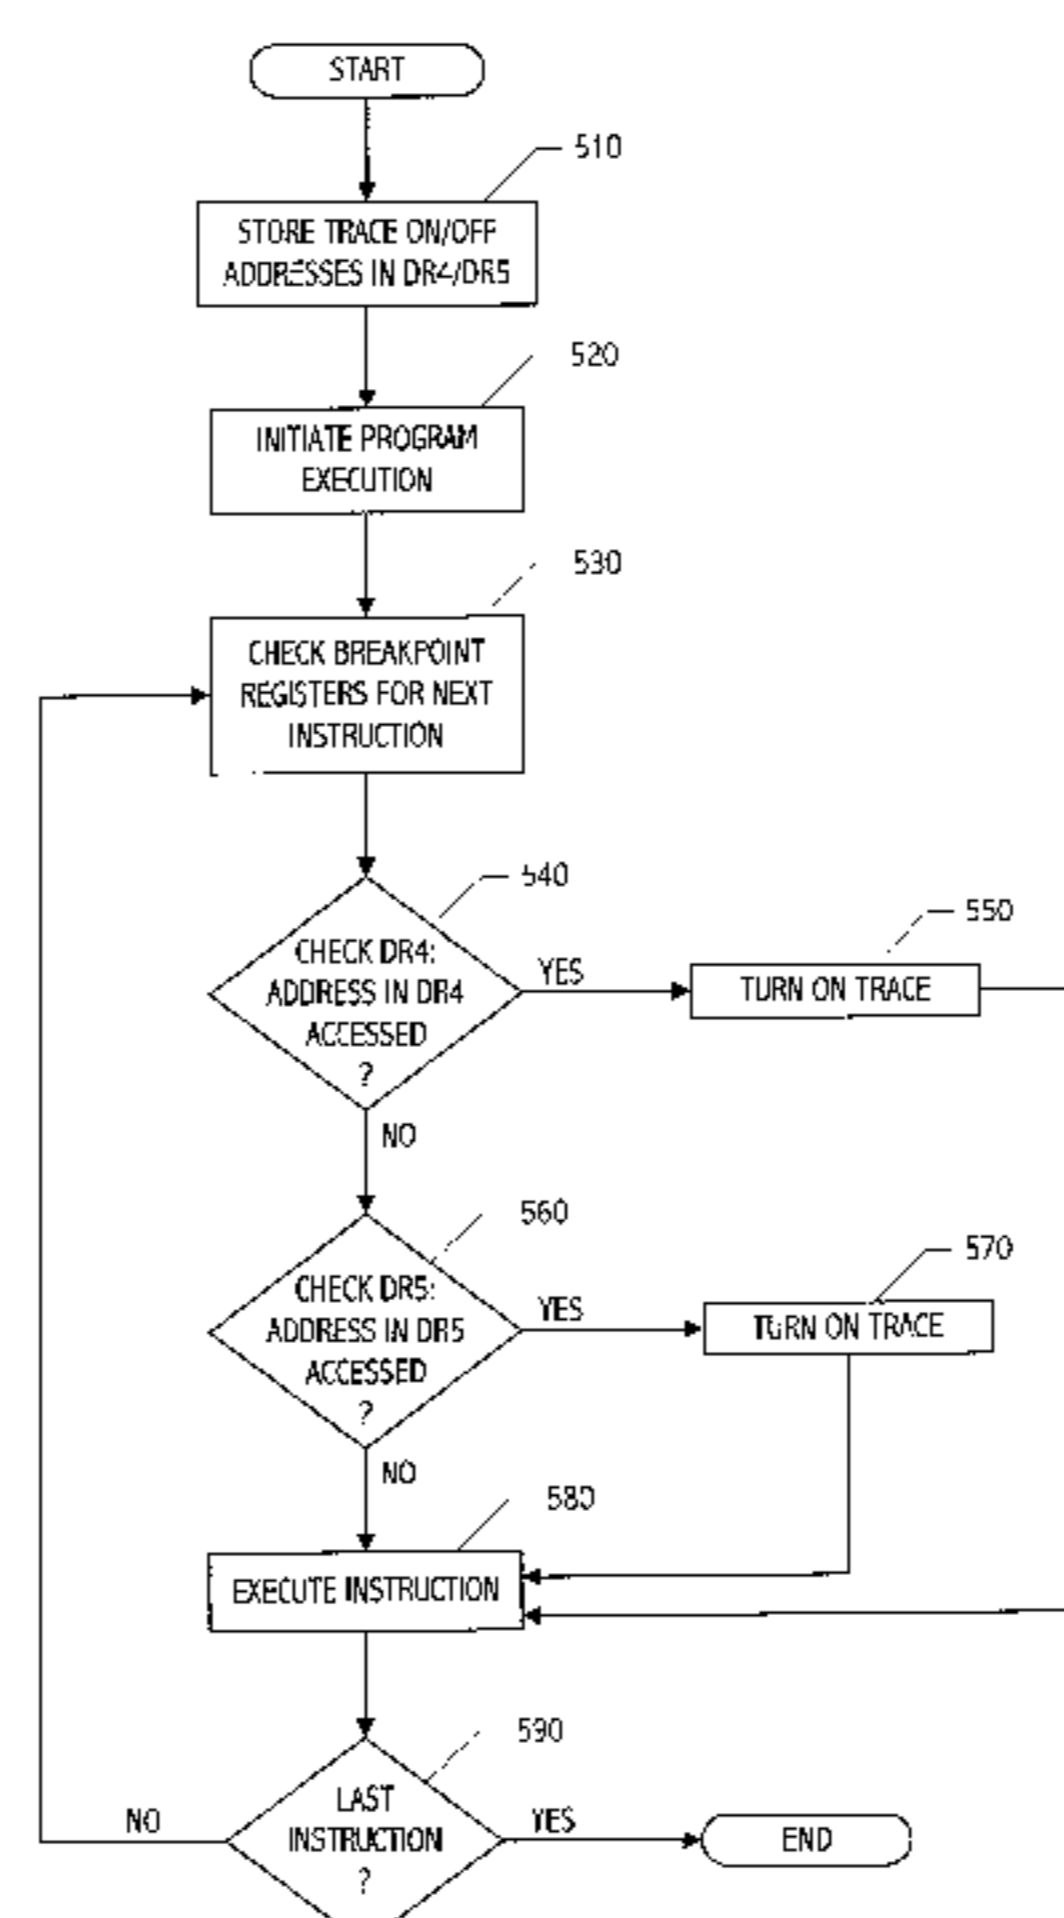 START
510
STORE TRACE ON/OFF
ADDRESSES IN DR4/DR5
520
INITIATE PROGRAM
EXECUTION
530
CHECK BREAKPOINT
REGISTERS FOR NEXT
INSTRUCTION
540
CHECK DR4:
ADDRESS IN DR4
ACCESSED
?
YES
550
TURN ON TRACE
NO
560
CHECK DR5:
ADDRESS IN DR5
ACCESSED
?
YES
570
TURN ON TRACE
NO
580
EXECUTE INSTRUCTION
590
LAST
INSTRUCTION
?
NO
YES
END